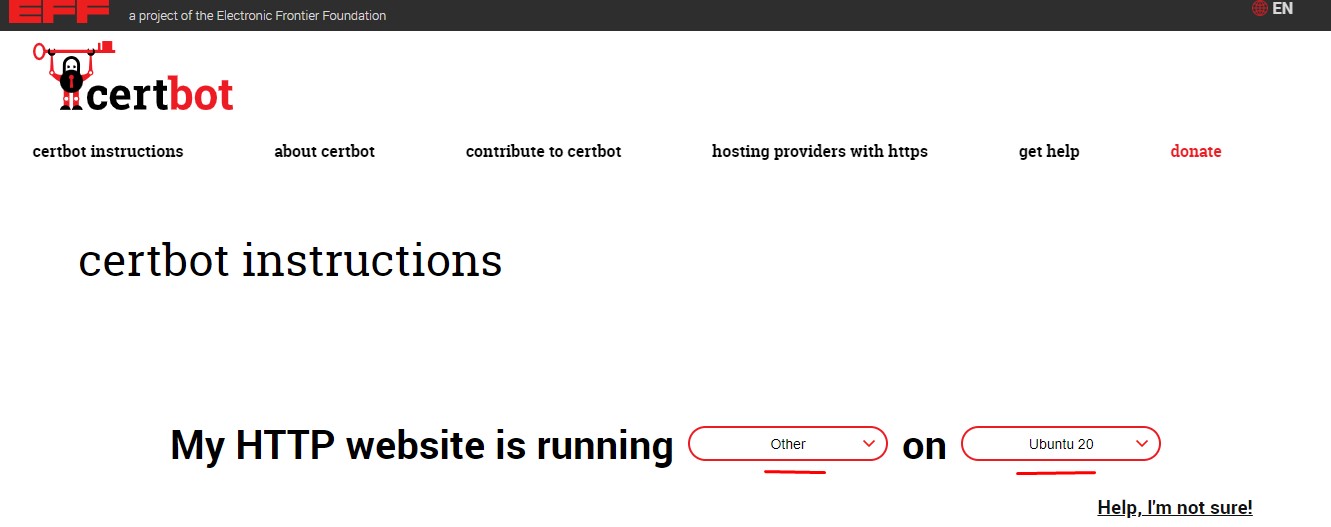 EFF a project of the Electronic Frontier Foundation EN
certbot
certbot instructions about certbot contribute to certbot hosting providers with https get help donate
certbot instructions
My HTTP website is running Other on Ubuntu 20
Help, I'm not sure!